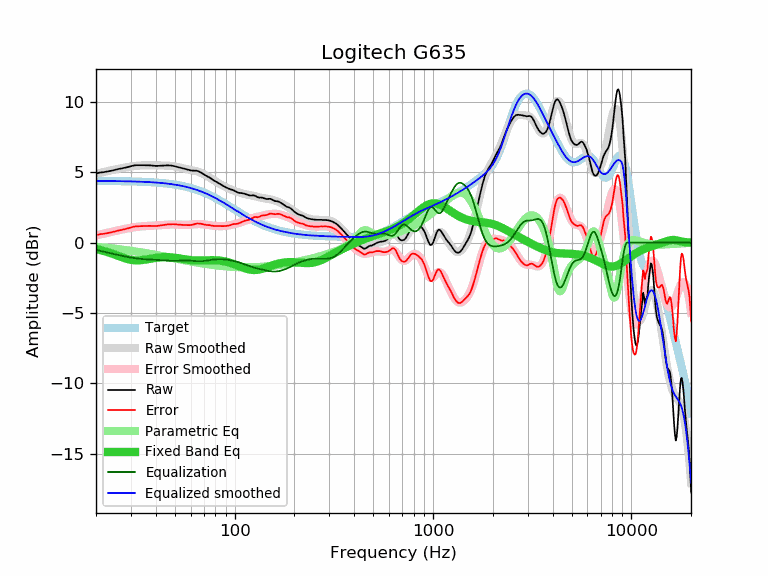 Logitech G635
10
5
0
−5
−10
−15
Amplitude (dBr)
Target
Raw Smoothed
Error Smoothed
Raw
Error
Parametric Eq
Fixed Band Eq
Equalization
Equalized smoothed
100 1000 10000
Frequency (Hz)